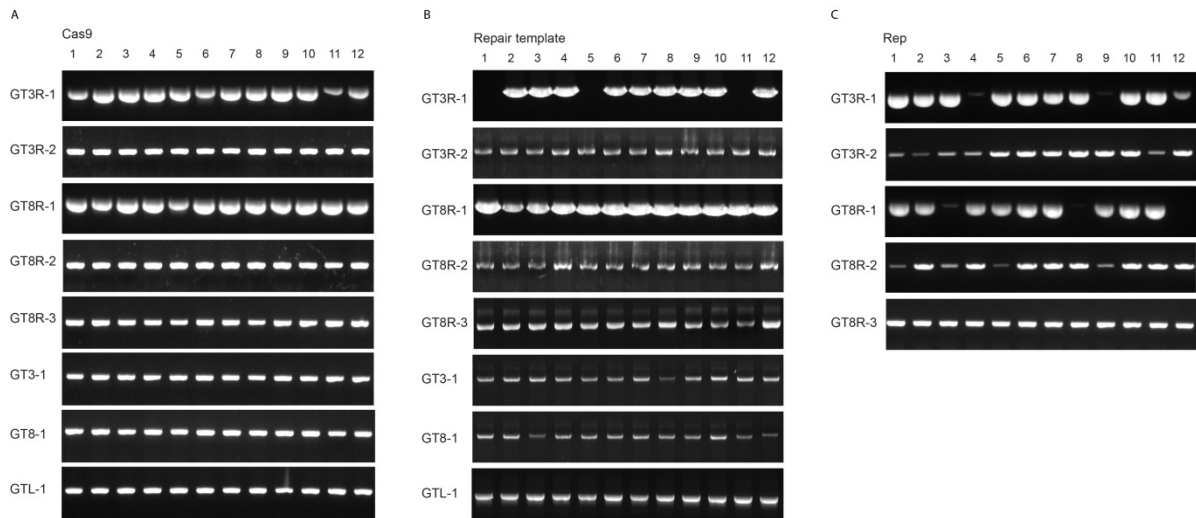 A
Cas9
1 2 3 4 5 6 7 8 9 10 11 12
GT3R-1
GT3R-2
GT8R-1
GT8R-2
GT8R-3
GT3-1
GT8-1
GTL-1
B
Repair template
1 2 3 4 5 6 7 8 9 10 11 12
GT3R-1
GT3R-2
GT8R-1
GT8R-2
GT8R-3
GT3-1
GT8-1
GTL-1
C
Rep
1 2 3 4 5 6 7 8 9 10 11 12
GT3R-1
GT3R-2
GT8R-1
GT8R-2
GT8R-3